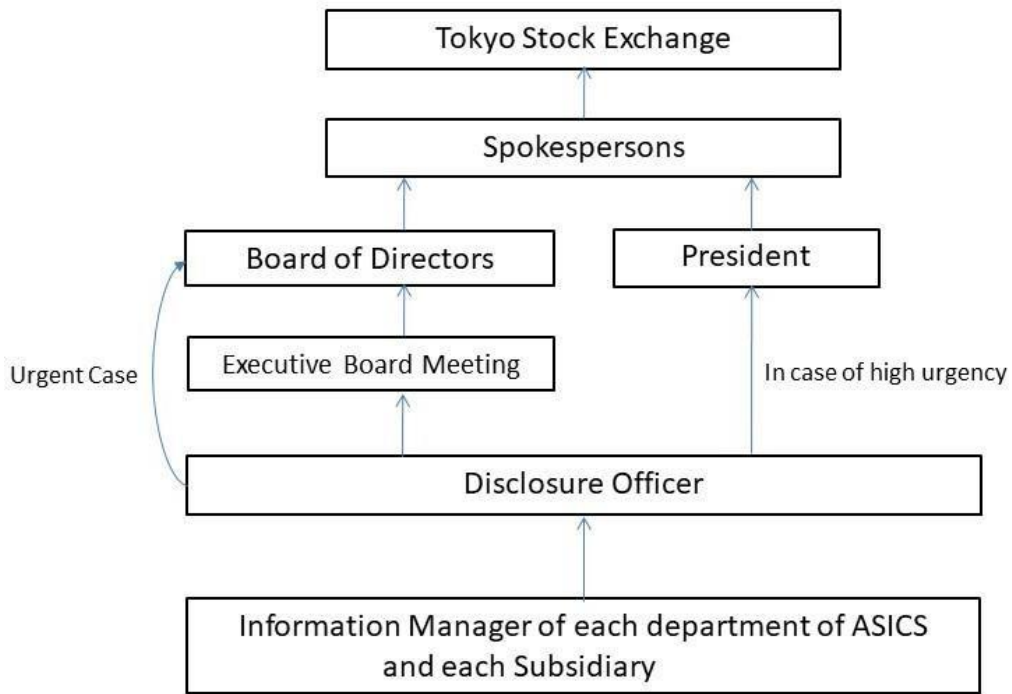 Tokyo Stock Exchange
Spokespersons
Board of Directors
President
Executive Board Meeting
Urgent Case
In case of high urgency
Disclosure Officer
Information Manager of each department of ASICS
and each Subsidiary